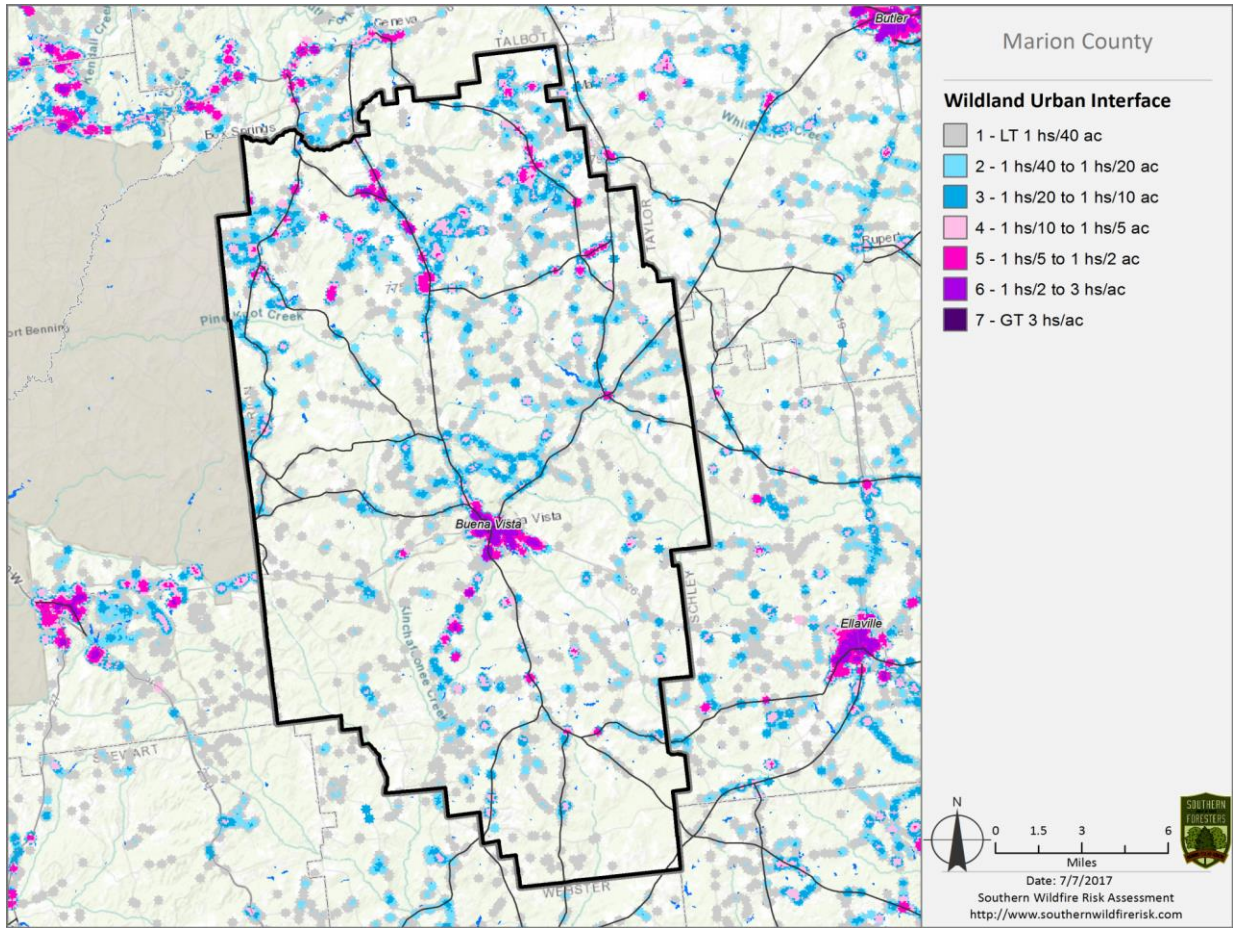 Marion County
Wildland Urban Interface
1 - LT 1 hs/40 ac
2 - 1 hs/40 to 1 hs/20 ac
3 - 1 hs/20 to 1 hs/10 ac
4 - 1 hs/10 to 1 hs/5 ac
5 - 1 hs/5 to 1 hs/2 ac
6 - 1 hs/2 to 3 hs/ac
7 - GT 3 hs/ac
N
0 1.5 3 6
Miles
Date: 7/7/2017
Southern Wildfire Risk Assessment
http://www.southernwildfirerisk.com
SOUTHERN
FORESTERS
Kendall Creek
Geneva
TALBOT
Butler
Springs
Creek
TAYLOR
Pine Knot Creek
Buena Vista
Vista
Kinchafoonee Creek
SCHLEY
Ellaville
STEWART
WEBSTER